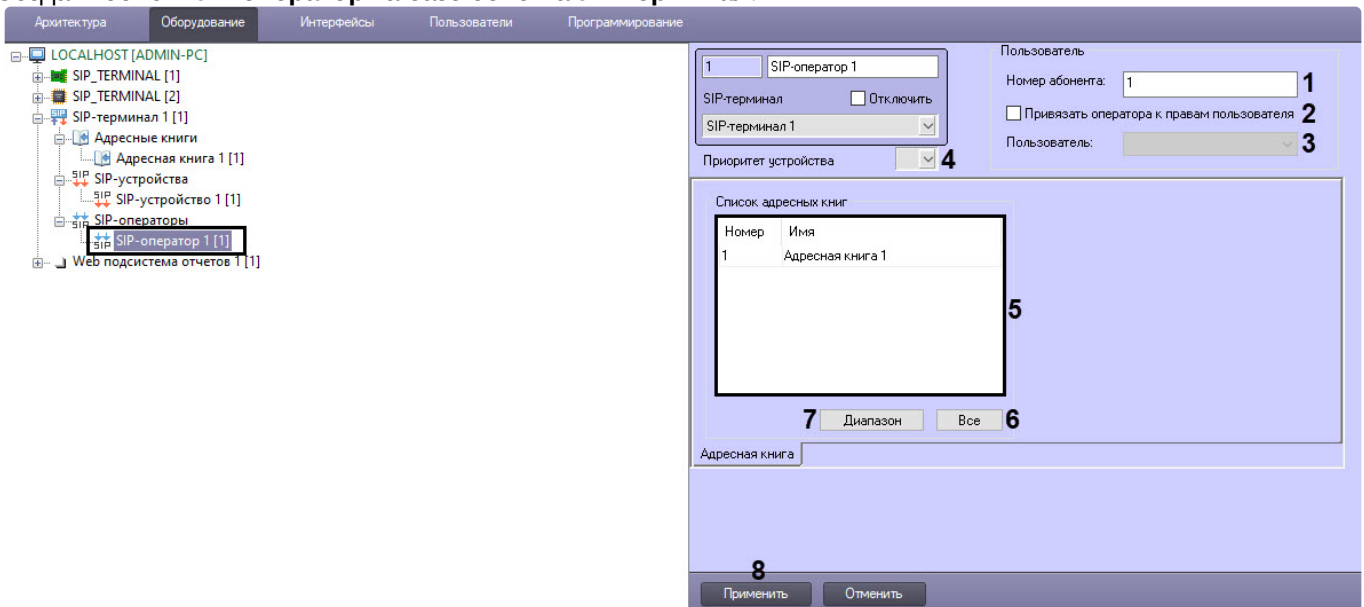 Архитектура Оборудование Интерфейсы Пользователи Программирование
LOCALHOST [ADMIN-PC]
SIP_TERMINAL [1]
SIP_TERMINAL [2]
SIP-терминал 1 [1]
Адресные книги
Адресная книга 1 [1]
SIP-устройства
SIP-устройство 1 [1]
SIP-операторы
SIP-оператор 1 [1]
Web подсистема отчетов 1 [1]
1 SIP-оператор 1
SIP-терминал Отключить
SIP-терминал 1
Приоритет устройства 4
Пользователь
Номер абонента: 1 1
Привязать оператора к правам пользователя 2
Пользователь: 3
Список адресных книг
Номер Имя
1 Адресная книга 1
5
7 Диапазон Все 6
Адресная книга
8
Применить Отменить